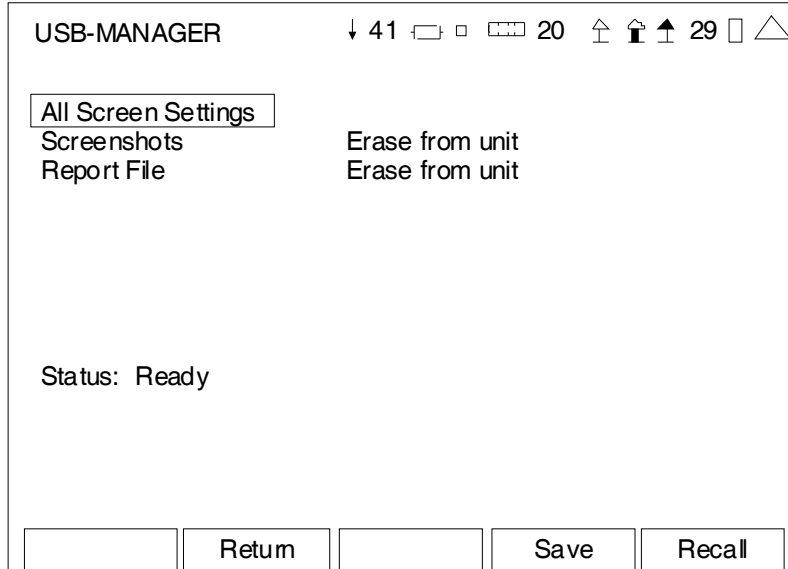 USB-MANAGER ↓ 41 20 29
All Screen Settings
Screenshots Erase from unit
Report File Erase from unit
Status: Ready
Return Save Recall